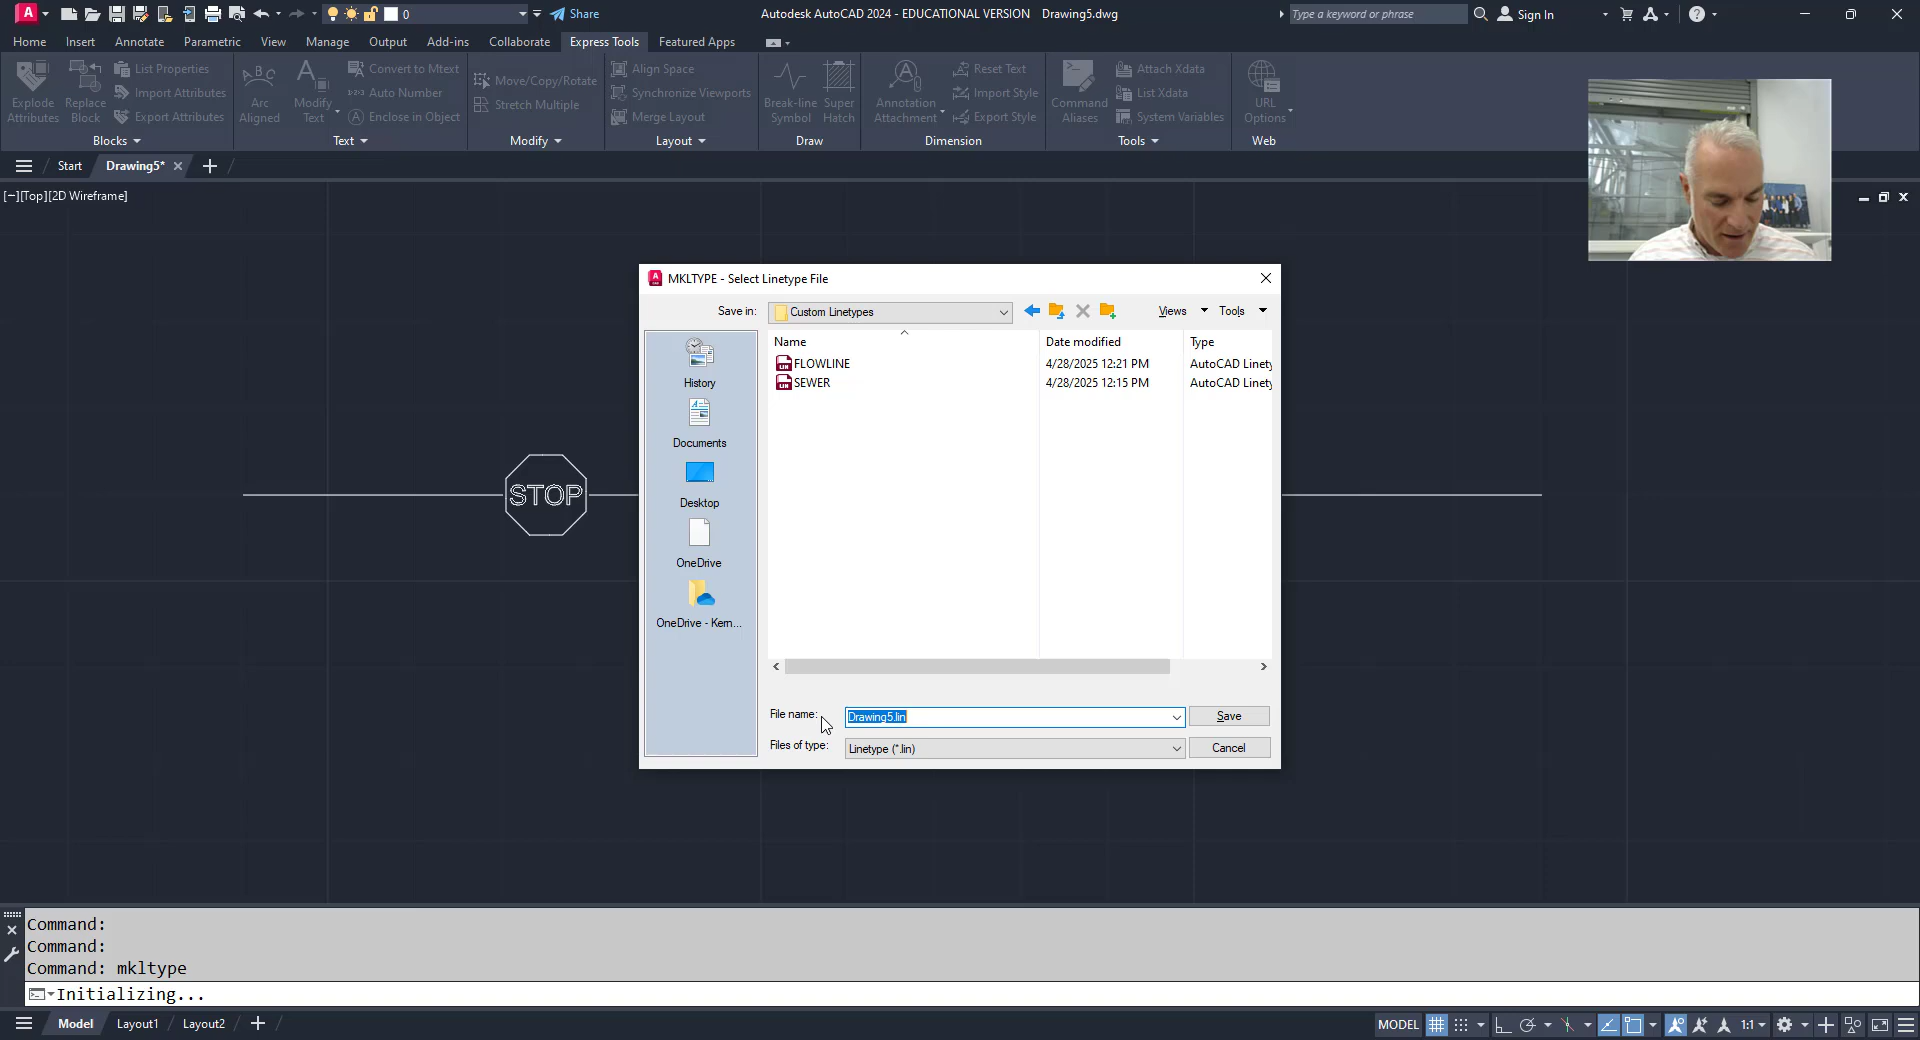 0
Share
Autodesk AutoCAD 2024 - EDUCATIONAL VERSION Drawing5.dwg
Type a keyword or phrase
Sign In
Home Insert Annotate Parametric View Manage Output Add-ins Collaborate Express Tools Featured Apps
Explode Attributes
Replace Block
List Properties
Import Attributes
Export Attributes
Blocks
Arc Aligned
Modify Text
Convert to Mtext
Auto Number
Enclose in Object
Text
Move/Copy/Rotate
Stretch Multiple
Modify
Align Space
Synchronize Viewports
Merge Layout
Layout
Break-line Symbol
Super Hatch
Draw
Annotation Attachment
Reset Text
Import Style
Export Style
Dimension
Command Aliases
Attach Xdata
List Xdata
System Variables
Tools
URL Options
Web
Start
Drawing5*
[−][Top][2D Wireframe]
STOP
MKLTYPE - Select Linetype File
Save in: Custom Linetypes
Views Tools
History
Documents
Desktop
OneDrive
OneDrive - Kern...
Name Date modified Type
FLOWLINE 4/28/2025 12:21 PM AutoCAD Linety
SEWER 4/28/2025 12:15 PM AutoCAD Linety
File name: Drawing5.lin Save
Files of type: Linetype (*.lin) Cancel
Command:
Command:
Command: mkltype
Initializing...
Model Layout1 Layout2
MODEL
1:1